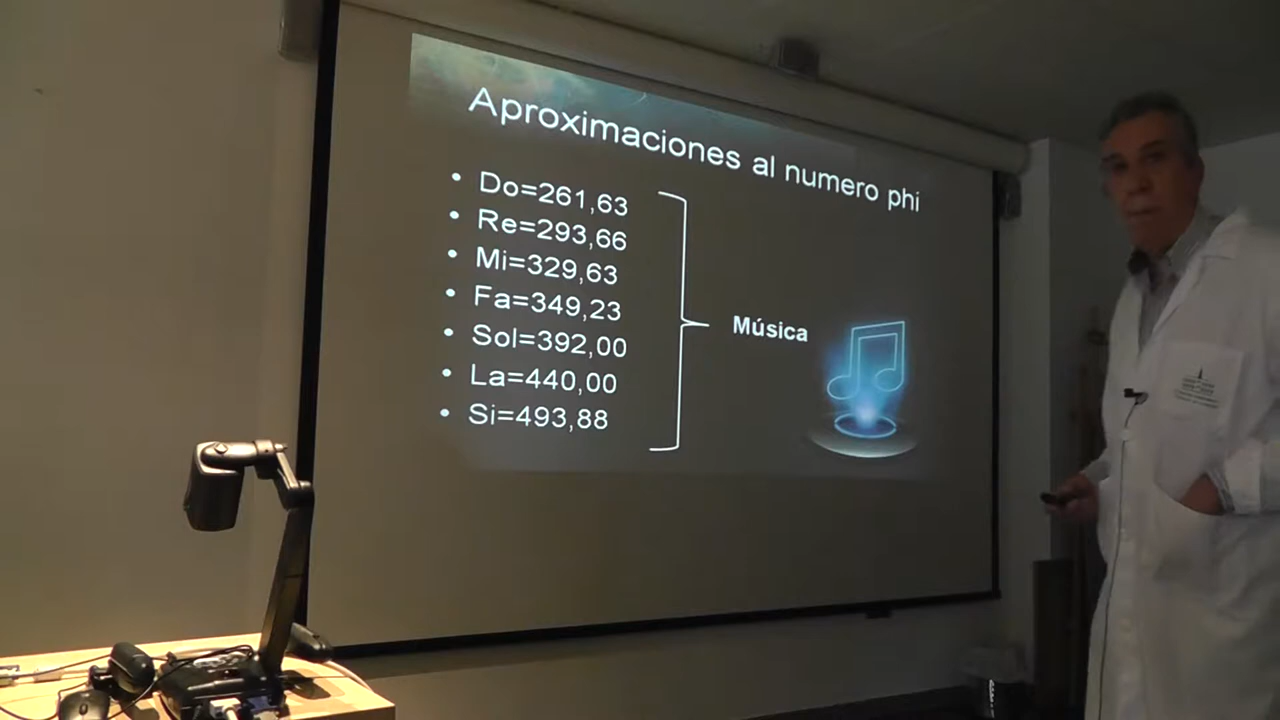 Aproximaciones al numero phi
• Do=261,63
• Re=293,66
• Mi=329,63
• Fa=349,23
• Sol=392,00
• La=440,00
• Si=493,88
Música